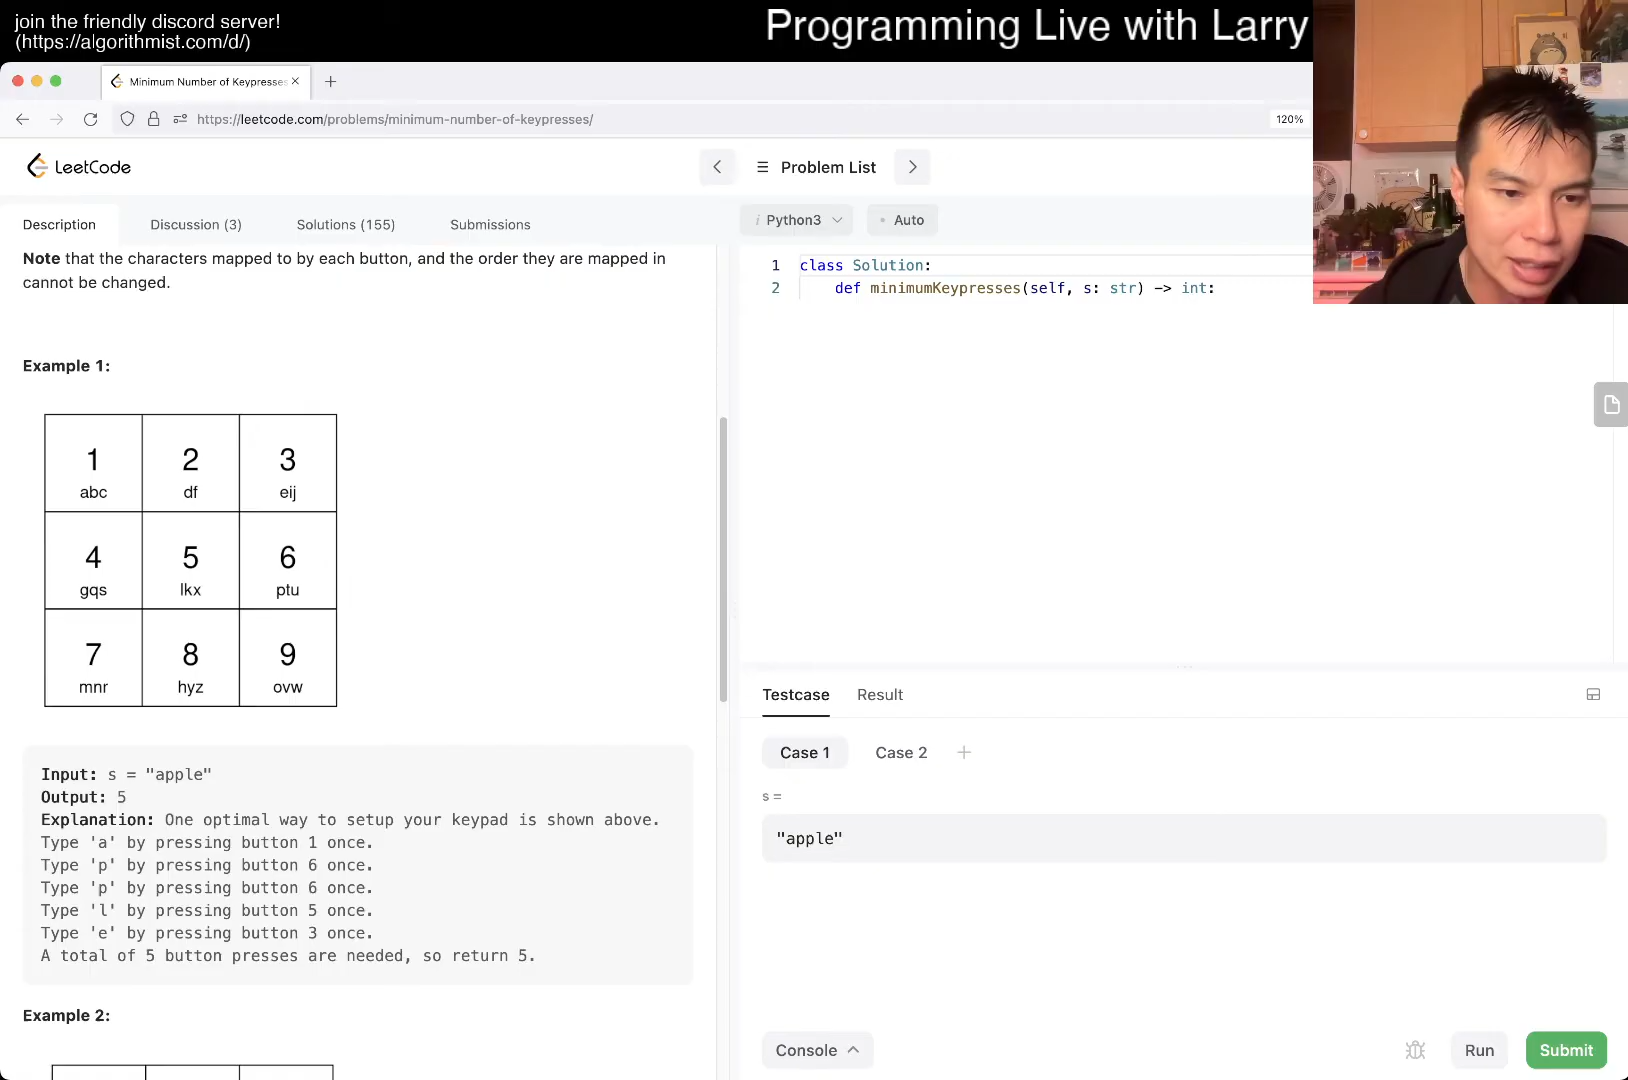 join the friendly discord server!
(https://algorithmist.com/d/)
Programming Live with Larry
Minimum Number of Keypresses
https://leetcode.com/problems/minimum-number-of-keypresses/
120%
LeetCode
Problem List
Description
Discussion (3)
Solutions (155)
Submissions
i Python3
Auto
Note that the characters mapped to by each button, and the order they are mapped in
cannot be changed.
Example 1:
1 2 3
abc df eij
4 5 6
gqs lkx ptu
7 8 9
mnr hyz ovw
Input: s = "apple"
Output: 5
Explanation: One optimal way to setup your keypad is shown above.
Type 'a' by pressing button 1 once.
Type 'p' by pressing button 6 once.
Type 'p' by pressing button 6 once.
Type 'l' by pressing button 5 once.
Type 'e' by pressing button 3 once.
A total of 5 button presses are needed, so return 5.
Example 2:
1 class Solution:
2 def minimumKeypresses(self, s: str) -> int:
Testcase
Result
Case 1
Case 2
s =
"apple"
Console
Run
Submit